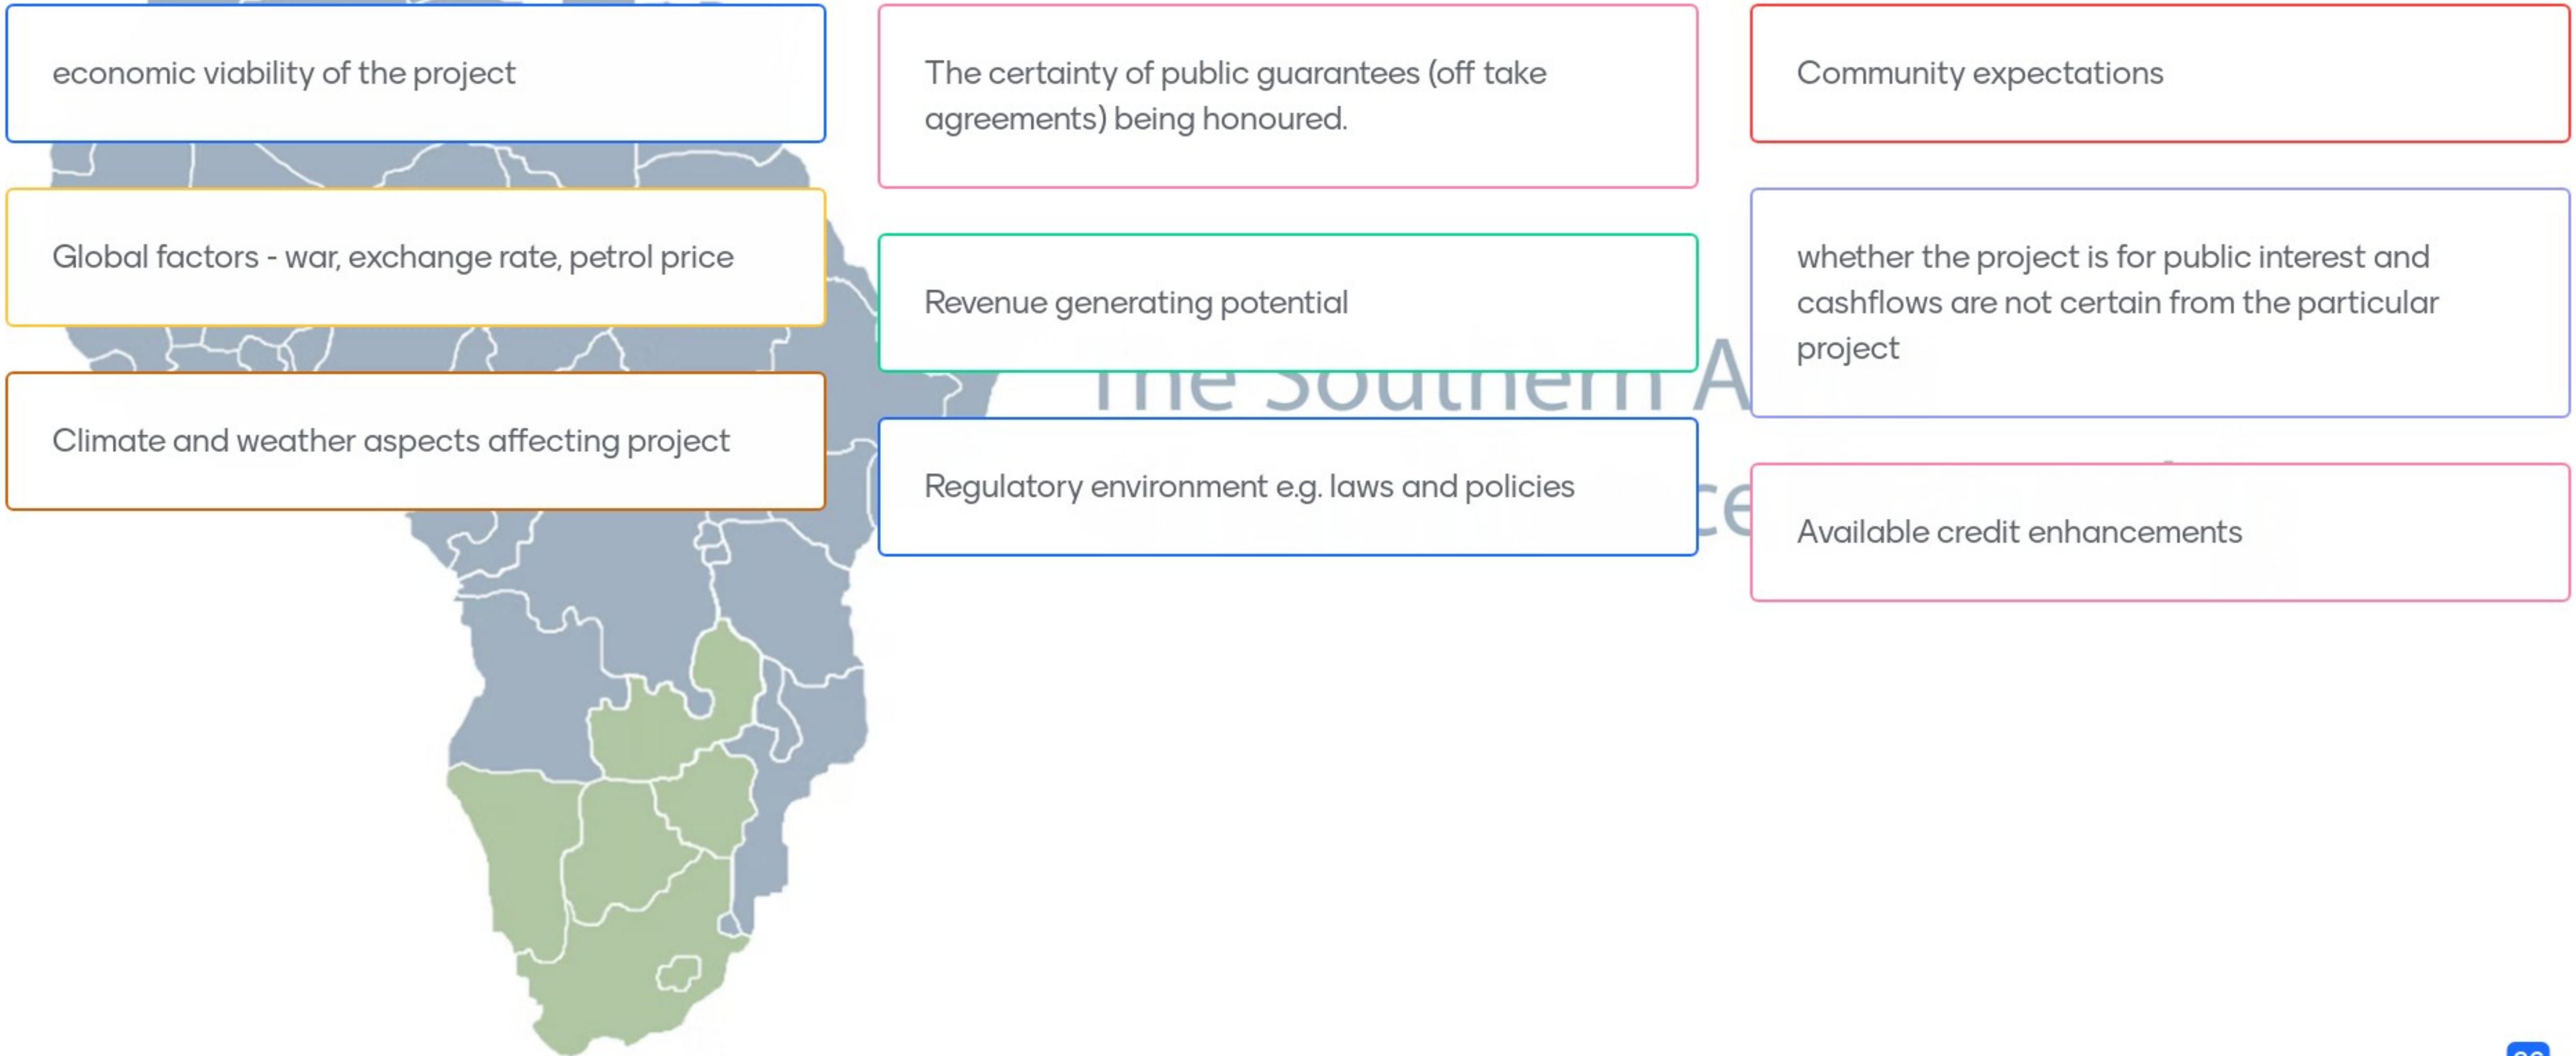 economic viability of the project
Global factors - war, exchange rate, petrol price
Climate and weather aspects affecting project
The certainty of public guarantees (off take
agreements) being honoured.
Revenue generating potential
Regulatory environment e.g. laws and policies
Community expectations
whether the project is for public interest and
cashflows are not certain from the particular
project
Available credit enhancements
The Southern